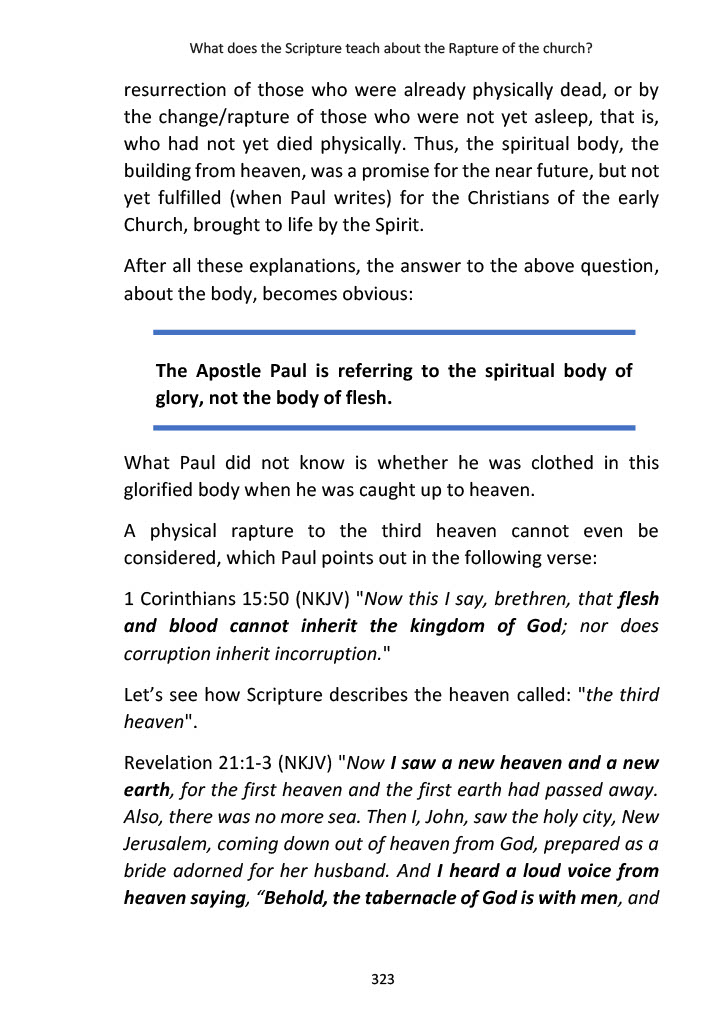 What does the Scripture teach about the Rapture of the church?
resurrection of those who were already physically dead, or by
the change/rapture of those who were not yet asleep, that is,
who had not yet died physically. Thus, the spiritual body, the
building from heaven, was a promise for the near future, but not
yet fulfilled (when Paul writes) for the Christians of the early
Church, brought to life by the Spirit.
After all these explanations, the answer to the above question,
about the body, becomes obvious:
The Apostle Paul is referring to the spiritual body of
glory, not the body of flesh.
What Paul did not know is whether he was clothed in this
glorified body when he was caught up to heaven.
A physical rapture to the third heaven cannot even be
considered, which Paul points out in the following verse:
1 Corinthians 15:50 (NKJV) "Now this I say, brethren, that flesh
and blood cannot inherit the kingdom of God; nor does
corruption inherit incorruption."
Let’s see how Scripture describes the heaven called: "the third
heaven".
Revelation 21:1-3 (NKJV) "Now I saw a new heaven and a new
earth, for the first heaven and the first earth had passed away.
Also, there was no more sea. Then I, John, saw the holy city, New
Jerusalem, coming down out of heaven from God, prepared as a
bride adorned for her husband. And I heard a loud voice from
heaven saying, “Behold, the tabernacle of God is with men, and
323